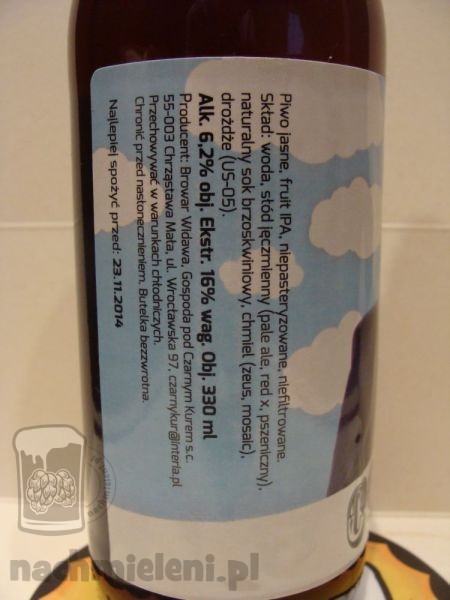 Piwo jasne, fruit IPA, niepasteryzowane, niefiltrowane.
Skład: woda, słód jęczmienny (pale ale, red x, pszeniczny),
naturalny sok brzoskwiniowy, chmiel (zeus, mosaic),
drożdże (US-05).
Alk. 6,2% obj. Ekstr. 16% wag. Obj. 330 ml
Producent: Browar Widawa, Gospoda pod Czarnym Kurem s.c.
55-003 Chrząstawa Mała, ul. Wrocławska 97, czarnykur@interia.pl
Przechowywać w warunkach chłodniczych.
Chronić przed nasłonecznieniem. Butelka bezzwrotna.
Najlepiej spożyć przed: 23.11.2014
nachmieleni.pl